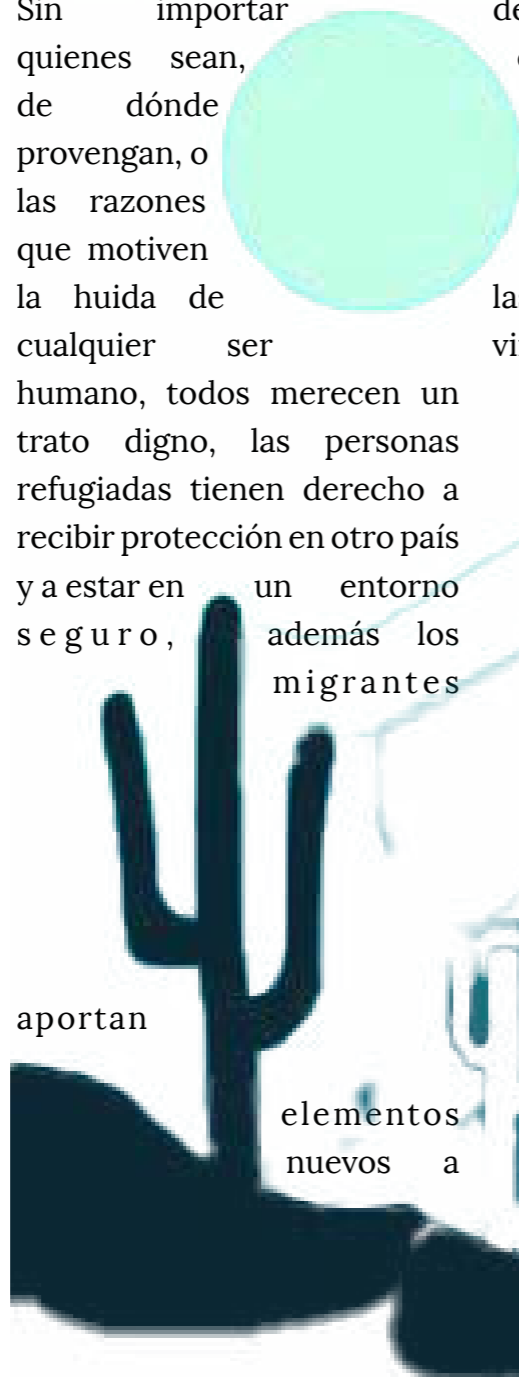 Sin importar
quienes sean,
de dónde
provengan, o
las razones
que motiven
la huida de
cualquier ser
humano, todos merecen un
trato digno, las personas
refugiadas tienen derecho a
recibir protección en otro país
y a estar en un entorno
seguro, además los
migrantes
aportan
elementos
nuevos a